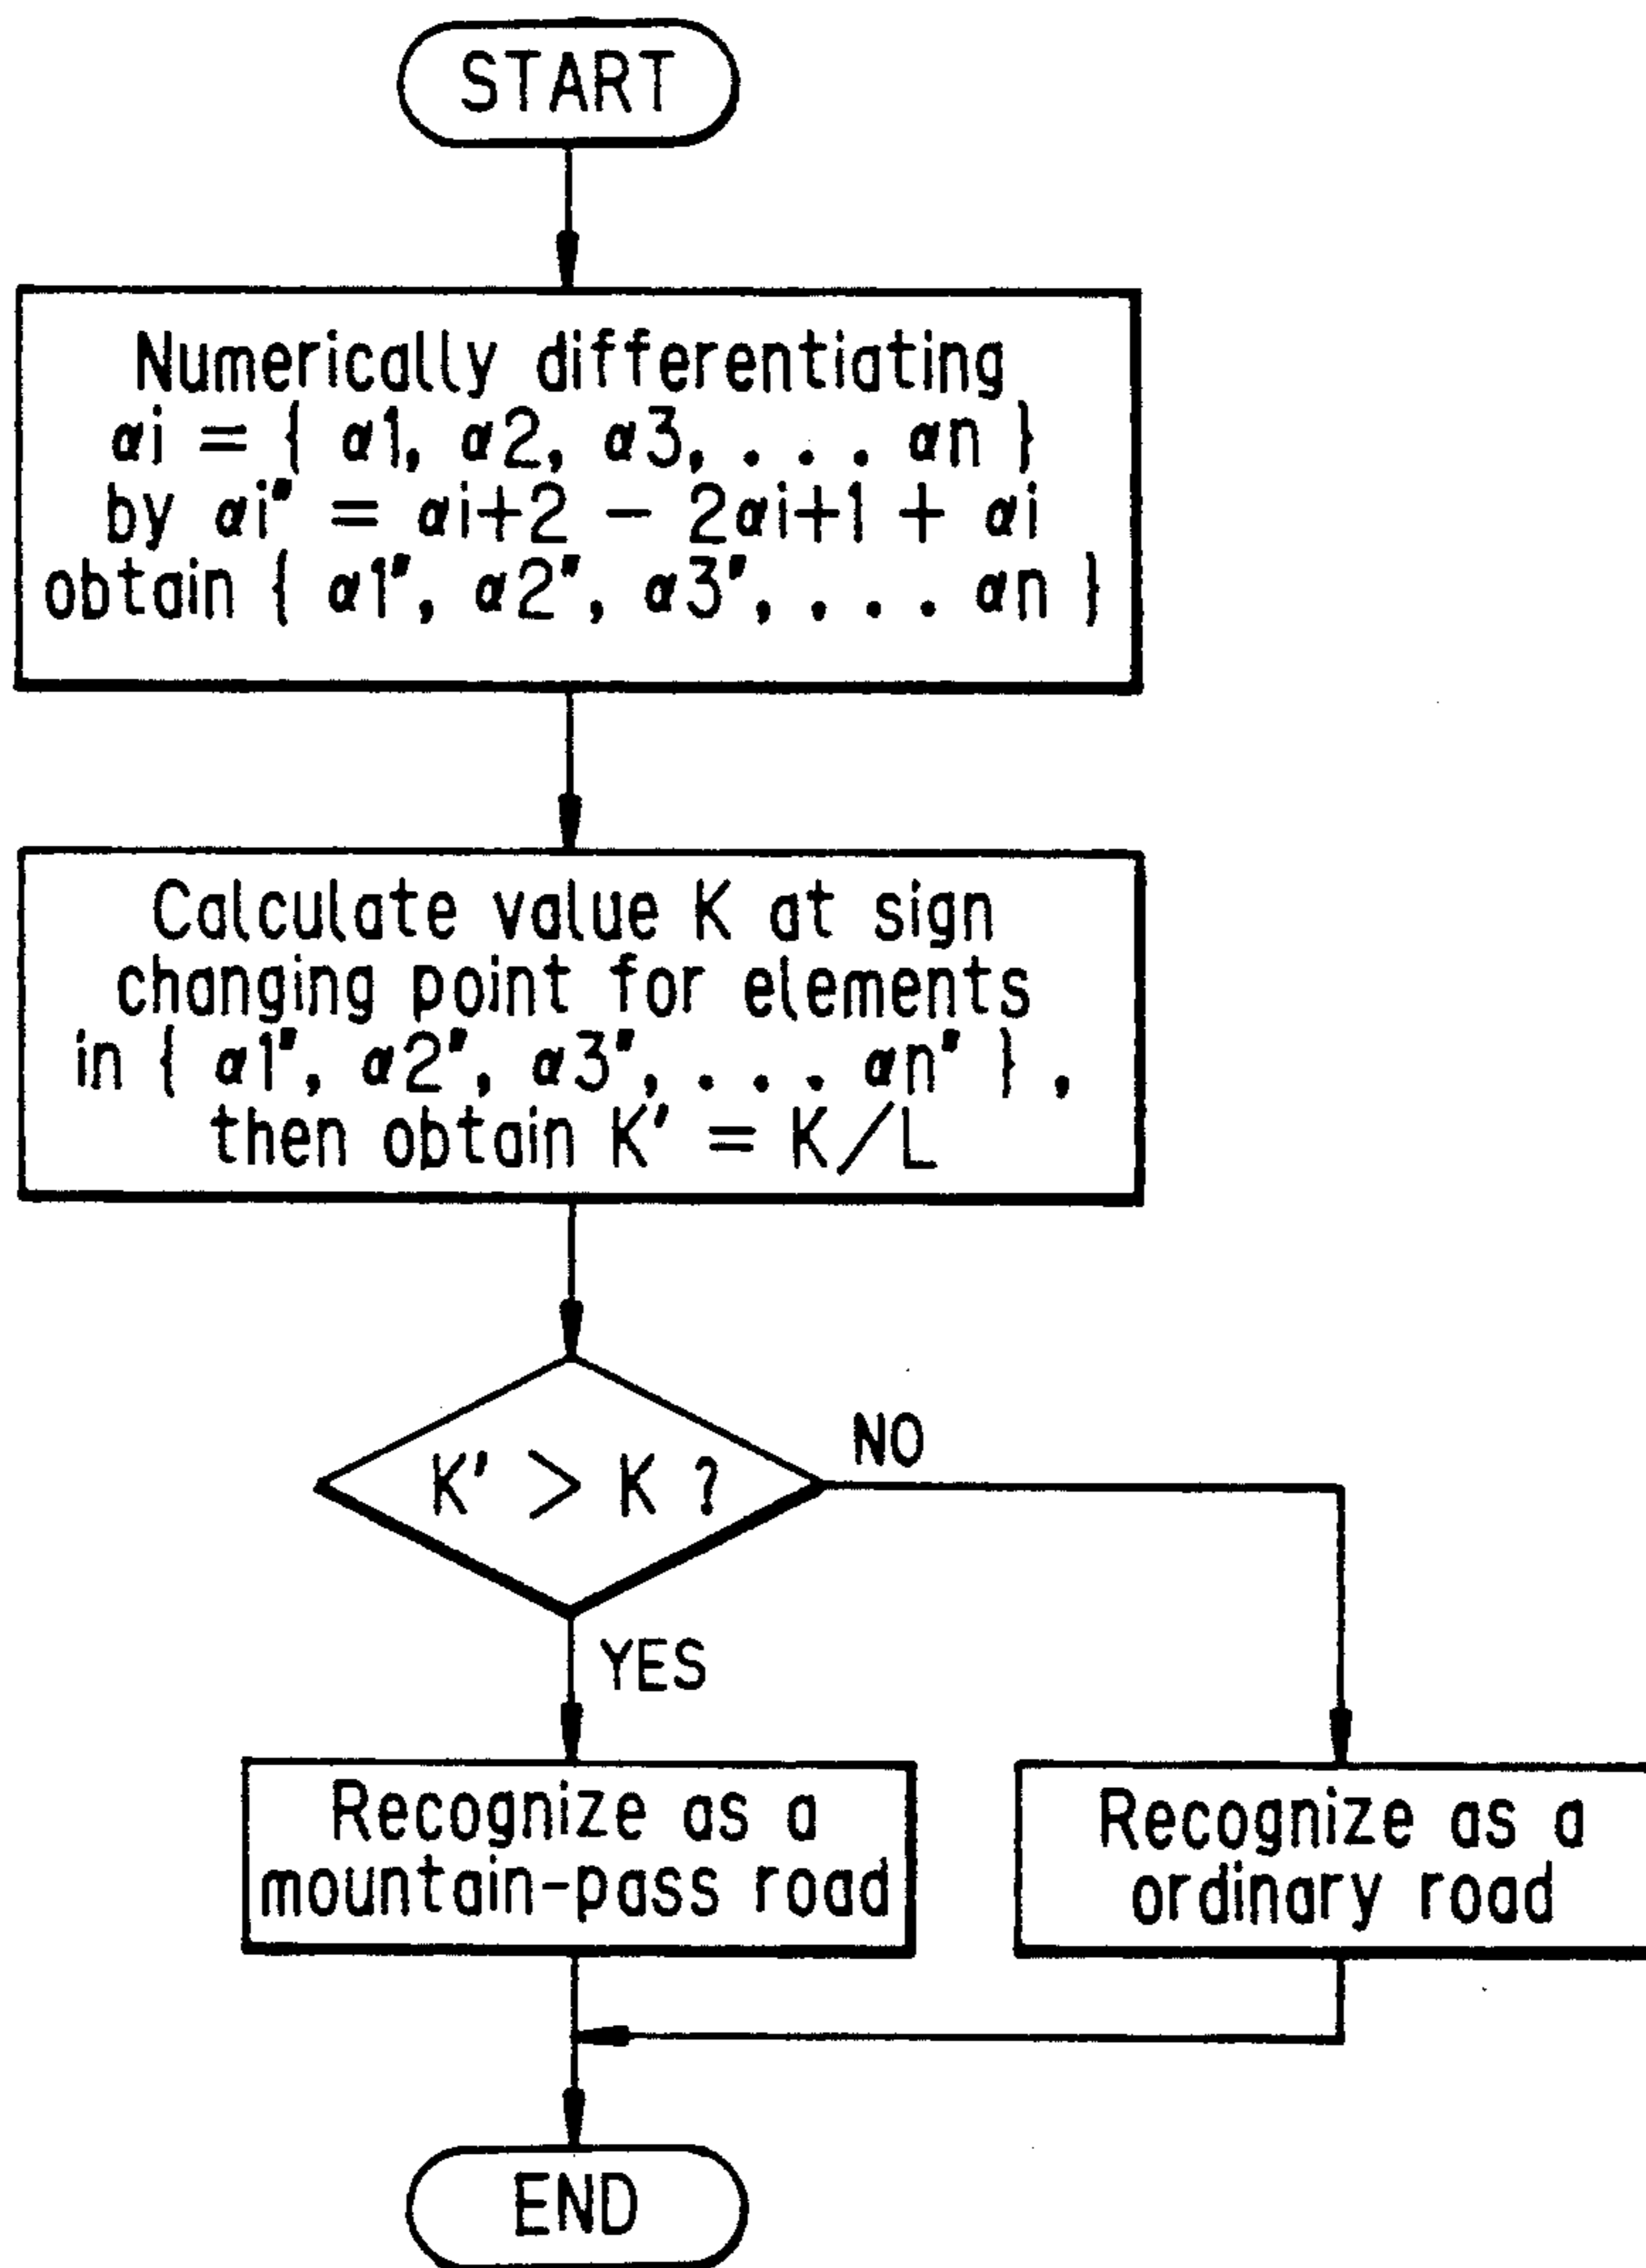 START
Numerically differentiating
αi = { α1, α2, α3, . . . αn }
by αi" = αi+2 - 2αi+1 + αi
obtain { α1", α2", α3", . . . αn }
Calculate value K at sign
changing point for elements
in { α1", α2", α3", . . . αn" } ,
then obtain K' = K/L
K' > K ?
NO
YES
Recognize as a
mountain-pass road
Recognize as a
ordinary road
END